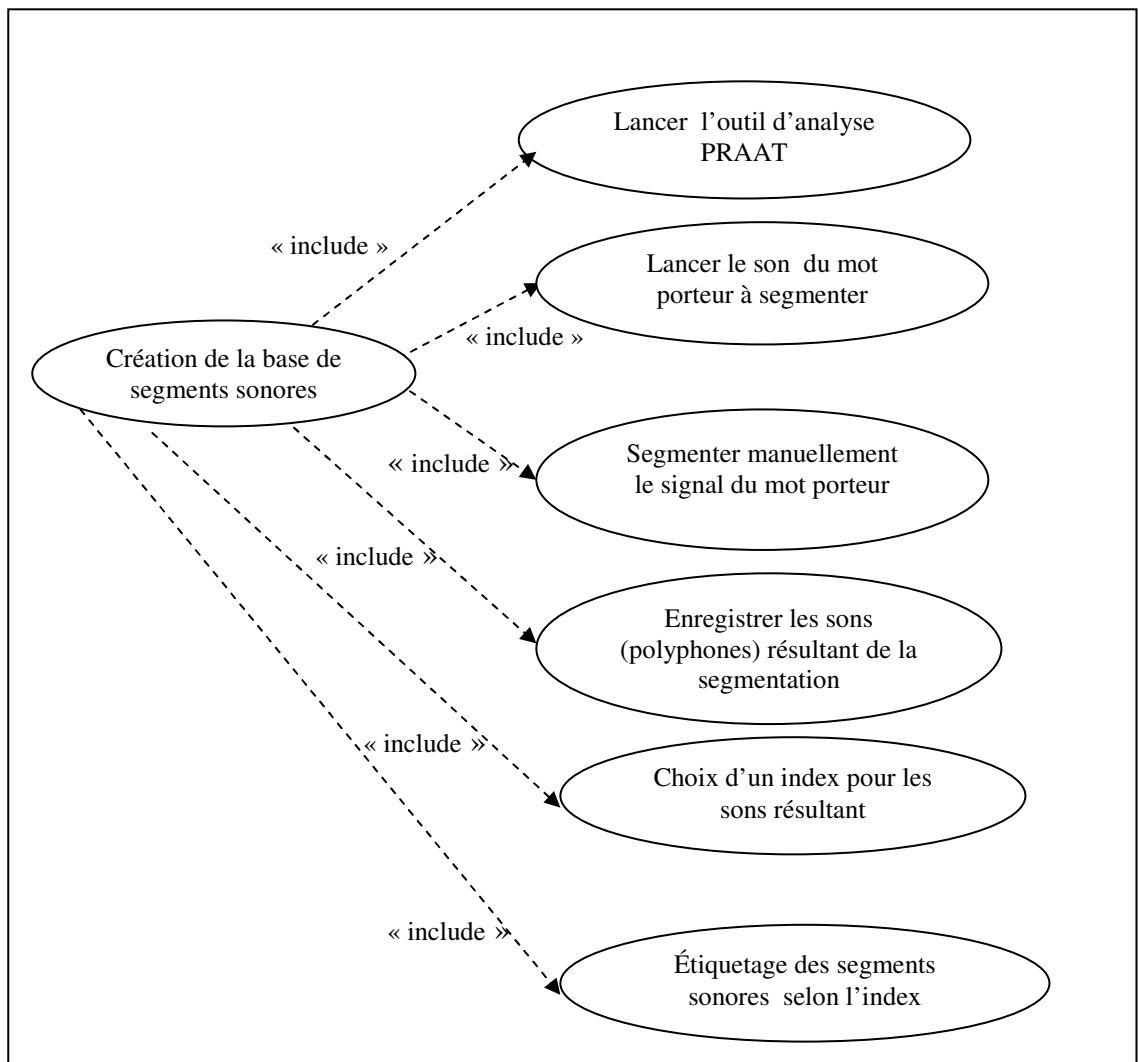 Lancer l’outil d’analyse
PRAAT
« include »
Lancer le son du mot
porteur à segmenter
« include »
Création de la base de
segments sonores
« include »
Segmenter manuellement
le signal du mot porteur
« include »
Enregistrer les sons
(polyphones) résultant de la
segmentation
« include »
Choix d’un index pour les
sons résultant
« include »
Étiquetage des segments
sonores selon l’index